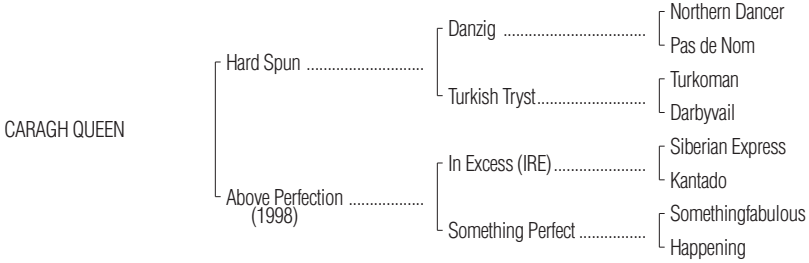 Northern Dancer
Danzig ..................................
Pas de Nom
Hard Spun ............................
Turkoman
Turkish Tryst..........................
Darbyvail
CARAGH QUEEN
Siberian Express
In Excess (IRE)......................
Kantado
Above Perfection ..................
(1998)
Somethingfabulous
Something Perfect ................
Happening